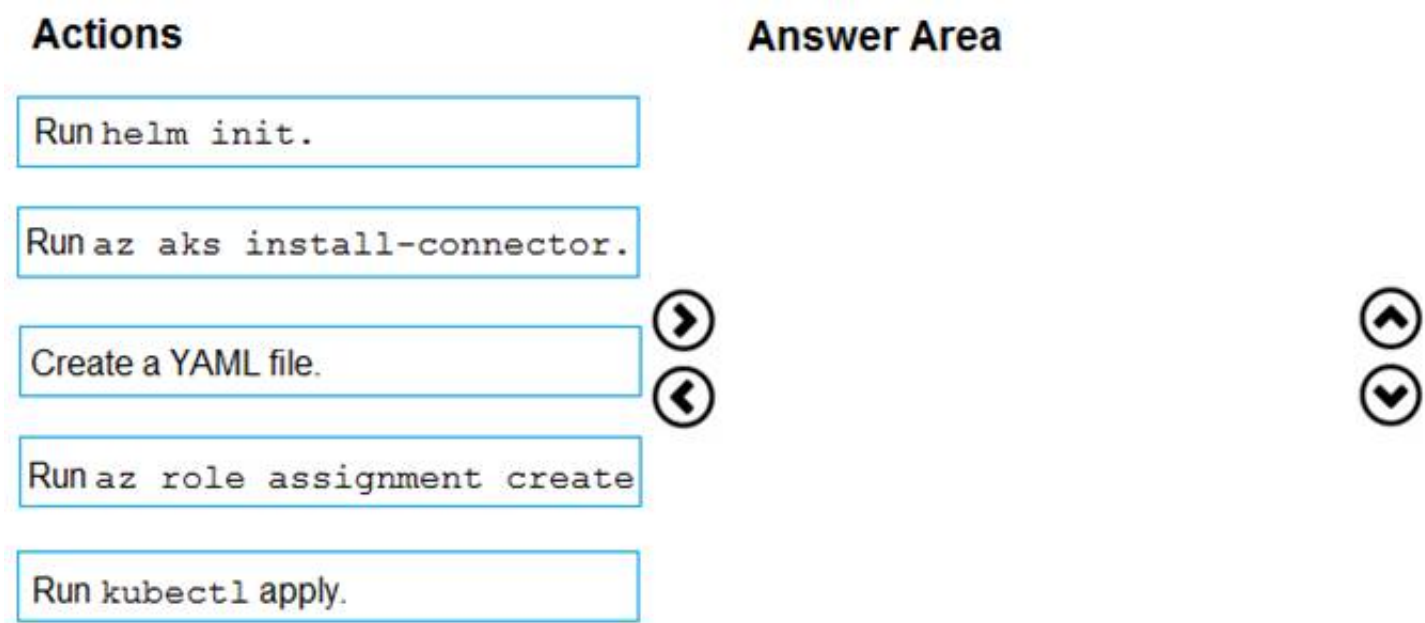 Actions
Answer Area
Run helm init.
Run az aks install-connector.
Create a YAML file.
Run az role assignment create
Run kubectl apply.